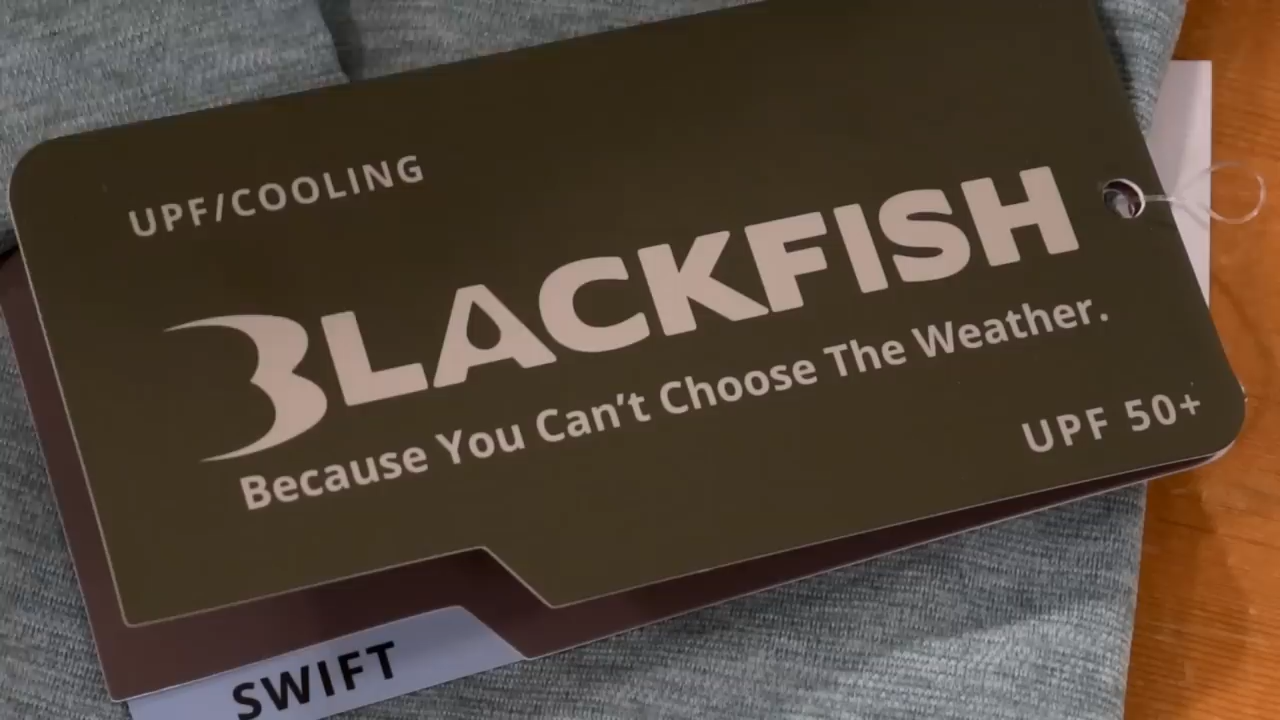 UPF/COOLING
BLACKFISH
Because You Can't Choose The Weather.
UPF 50+
SWIFT